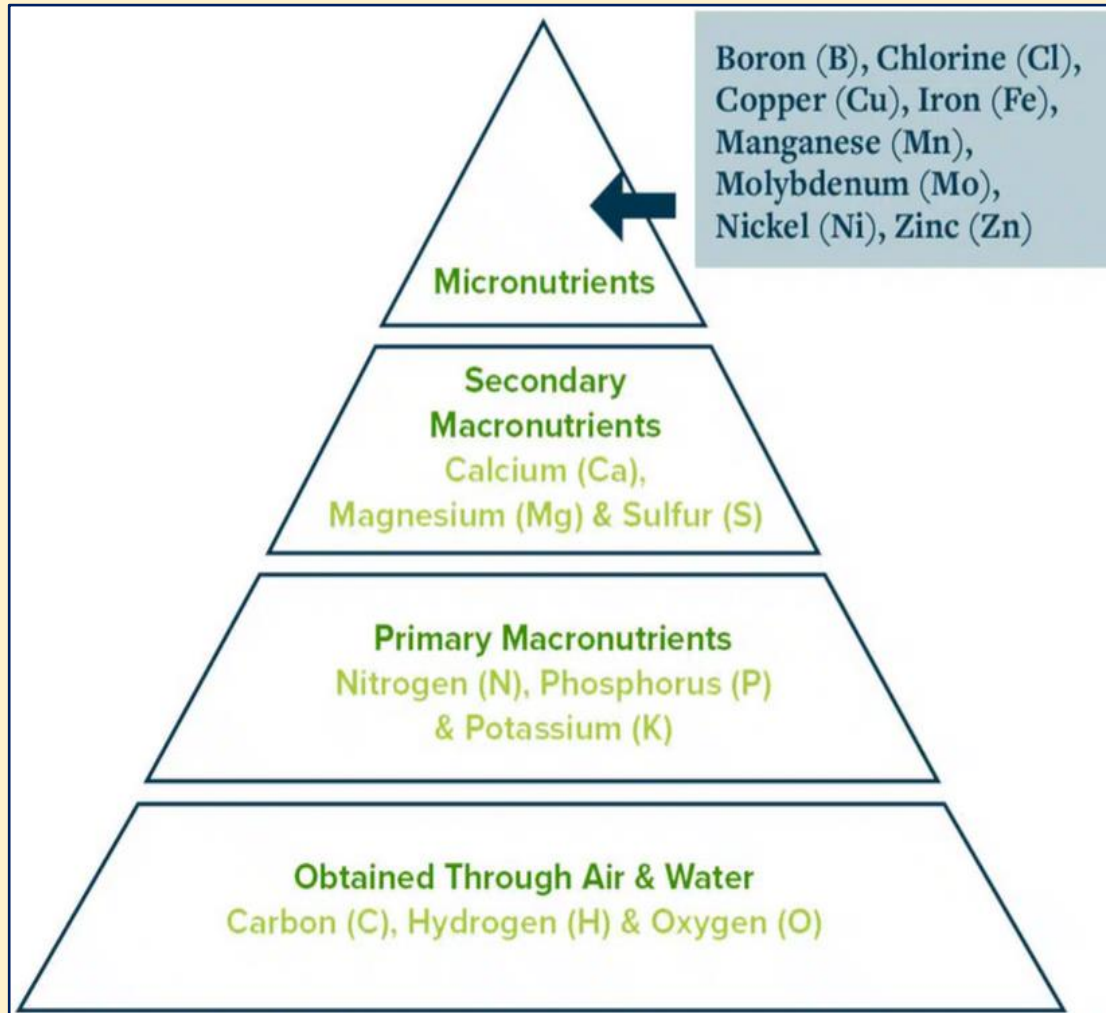 Boron (B), Chlorine (Cl),
Copper (Cu), Iron (Fe),
Manganese (Mn),
Molybdenum (Mo),
Nickel (Ni), Zinc (Zn)
Micronutrients
Secondary
Macronutrients
Calcium (Ca),
Magnesium (Mg) & Sulfur (S)
Primary Macronutrients
Nitrogen (N), Phosphorus (P)
& Potassium (K)
Obtained Through Air & Water
Carbon (C), Hydrogen (H) & Oxygen (O)